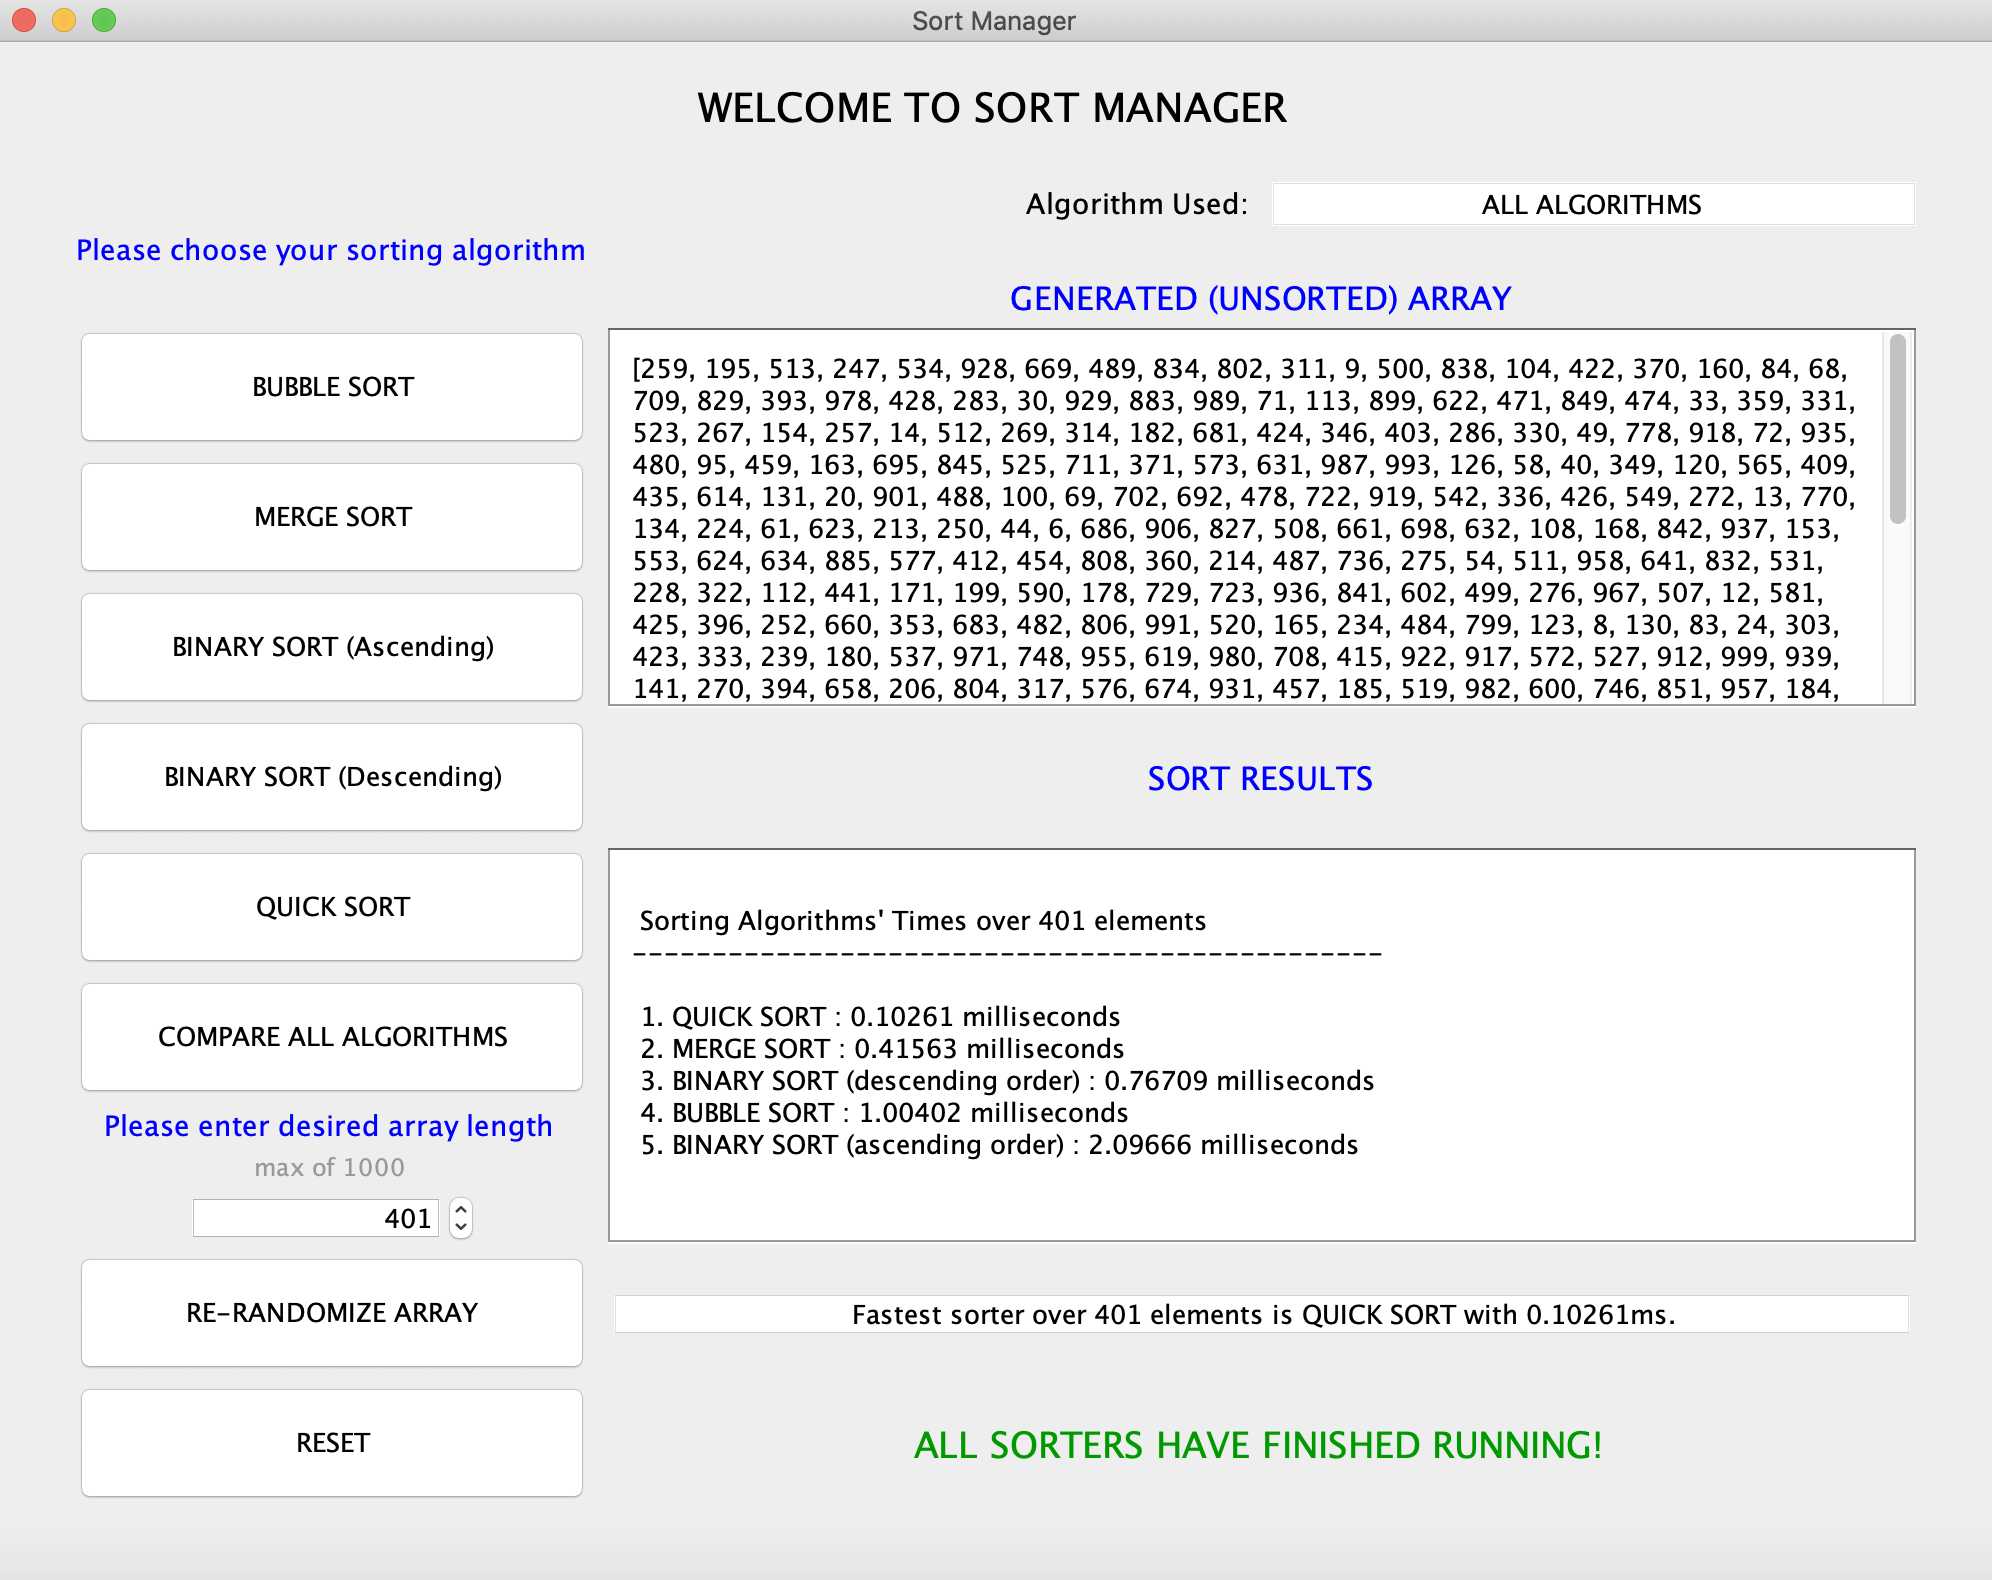 Sort Manager
WELCOME TO SORT MANAGER
Algorithm Used: ALL ALGORITHMS
Please choose your sorting algorithm
BUBBLE SORT
MERGE SORT
BINARY SORT (Ascending)
BINARY SORT (Descending)
QUICK SORT
COMPARE ALL ALGORITHMS
Please enter desired array length
max of 1000
401
RE-RANDOMIZE ARRAY
RESET
GENERATED (UNSORTED) ARRAY
[259, 195, 513, 247, 534, 928, 669, 489, 834, 802, 311, 9, 500, 838, 104, 422, 370, 160, 84, 68,
709, 829, 393, 978, 428, 283, 30, 929, 883, 989, 71, 113, 899, 622, 471, 849, 474, 33, 359, 331,
523, 267, 154, 257, 14, 512, 269, 314, 182, 681, 424, 346, 403, 286, 330, 49, 778, 918, 72, 935,
480, 95, 459, 163, 695, 845, 525, 711, 371, 573, 631, 987, 993, 126, 58, 40, 349, 120, 565, 409,
435, 614, 131, 20, 901, 488, 100, 69, 702, 692, 478, 722, 919, 542, 336, 426, 549, 272, 13, 770,
134, 224, 61, 623, 213, 250, 44, 6, 686, 906, 827, 508, 661, 698, 632, 108, 168, 842, 937, 153,
553, 624, 634, 885, 577, 412, 454, 808, 360, 214, 487, 736, 275, 54, 511, 958, 641, 832, 531,
228, 322, 112, 441, 171, 199, 590, 178, 729, 723, 936, 841, 602, 499, 276, 967, 507, 12, 581,
425, 396, 252, 660, 353, 683, 482, 806, 991, 520, 165, 234, 484, 799, 123, 8, 130, 83, 24, 303,
423, 333, 239, 180, 537, 971, 748, 955, 619, 980, 708, 415, 922, 917, 572, 527, 912, 999, 939,
141, 270, 394, 658, 206, 804, 317, 576, 674, 931, 457, 185, 519, 982, 600, 746, 851, 957, 184,
SORT RESULTS
Sorting Algorithms' Times over 401 elements
-----------------------------------------------
1. QUICK SORT : 0.10261 milliseconds
2. MERGE SORT : 0.41563 milliseconds
3. BINARY SORT (descending order) : 0.76709 milliseconds
4. BUBBLE SORT : 1.00402 milliseconds
5. BINARY SORT (ascending order) : 2.09666 milliseconds
Fastest sorter over 401 elements is QUICK SORT with 0.10261ms.
ALL SORTERS HAVE FINISHED RUNNING!